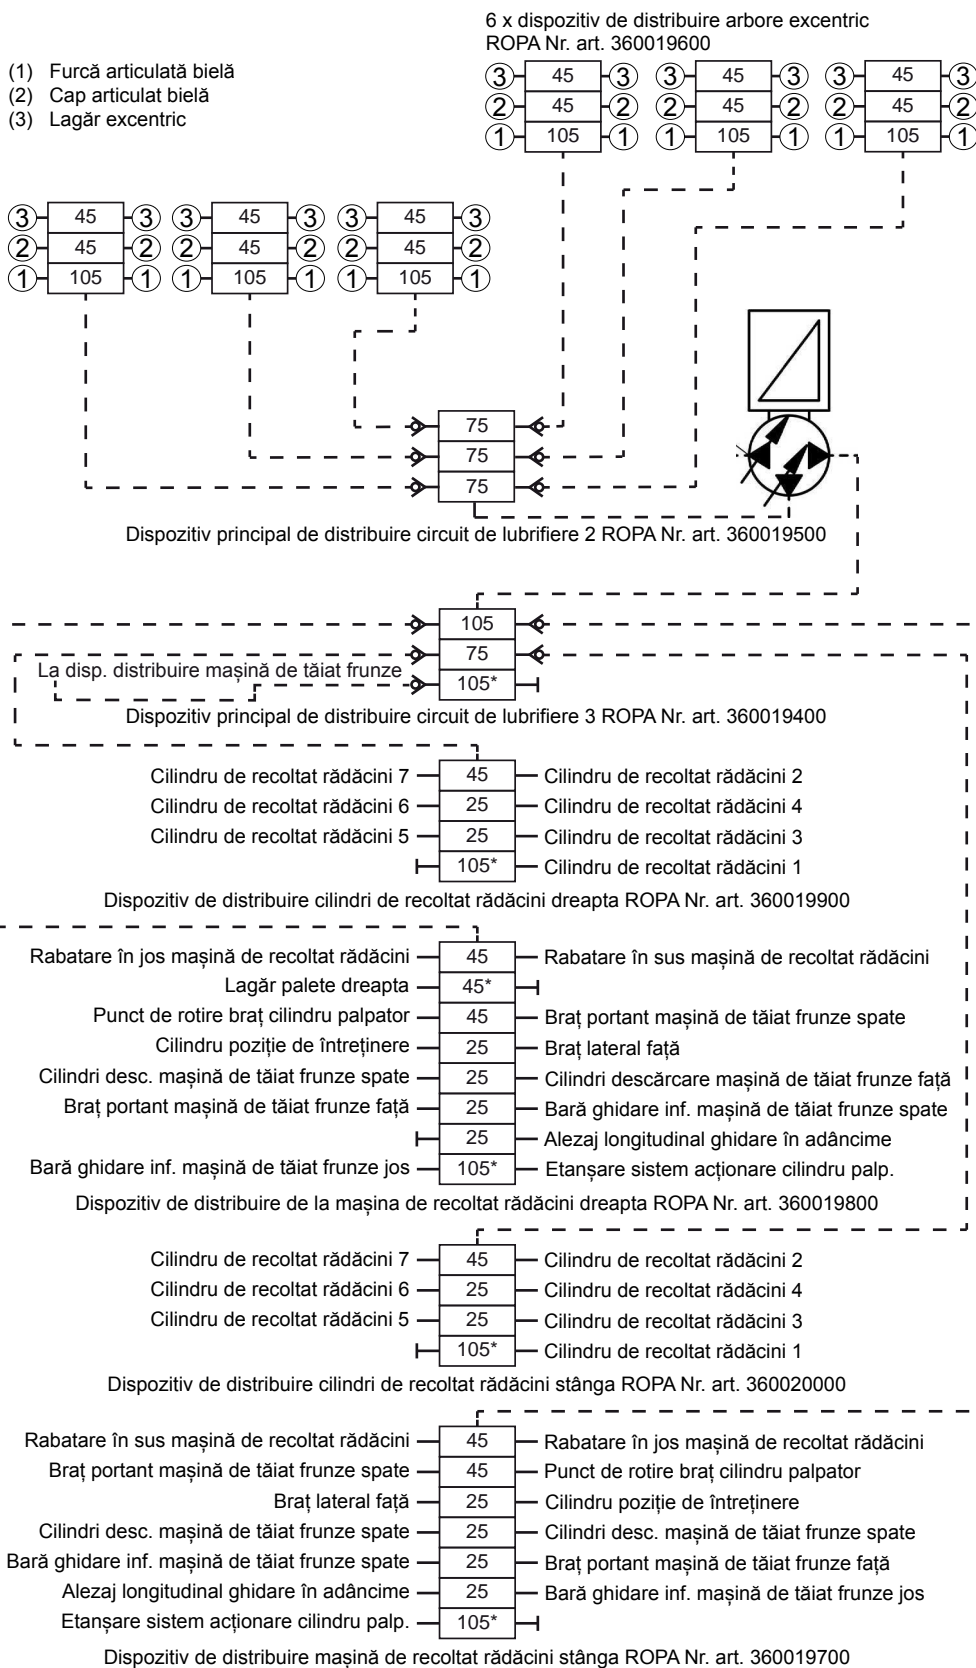 6 x dispozitiv de distribuire arbore excentric
ROPA Nr. art. 360019600
(1) Furcă articulată bielă
(2) Cap articulat bielă
(3) Lagăr excentric
3 45 3 3 45 3 3 45 3
2 45 2 2 45 2 2 45 2
1 105 1 1 105 1 1 105 1
3 45 3 3 45 3 3 45 3
2 45 2 2 45 2 2 45 2
1 105 1 1 105 1 1 105 1
75
75
75
Dispozitiv principal de distribuire circuit de lubrifiere 2 ROPA Nr. art. 360019500
105
75
La disp. distribuire mașină de tăiat frunze
105*
Dispozitiv principal de distribuire circuit de lubrifiere 3 ROPA Nr. art. 360019400
Cilindru de recoltat rădăcini 7 45 Cilindru de recoltat rădăcini 2
Cilindru de recoltat rădăcini 6 25 Cilindru de recoltat rădăcini 4
Cilindru de recoltat rădăcini 5 25 Cilindru de recoltat rădăcini 3
105* Cilindru de recoltat rădăcini 1
Dispozitiv de distribuire cilindri de recoltat rădăcini dreapta ROPA Nr. art. 360019900
Rabatare în jos mașină de recoltat rădăcini 45 Rabatare în sus mașină de recoltat rădăcini
Lagăr palete dreapta 45*
Punct de rotire braț cilindru palpator 45 Braț portant mașină de tăiat frunze spate
Cilindru poziție de întreținere 25 Braț lateral față
Cilindri desc. mașină de tăiat frunze spate 25 Cilindri descărcare mașină de tăiat frunze față
Braț portant mașină de tăiat frunze față 25 Bară ghidare inf. mașină de tăiat frunze spate
25 Alezaj longitudinal ghidare în adâncime
Bară ghidare inf. mașină de tăiat frunze jos 105* Etanșare sistem acționare cilindru palp.
Dispozitiv de distribuire de la mașina de recoltat rădăcini dreapta ROPA Nr. art. 360019800
Cilindru de recoltat rădăcini 7 45 Cilindru de recoltat rădăcini 2
Cilindru de recoltat rădăcini 6 25 Cilindru de recoltat rădăcini 4
Cilindru de recoltat rădăcini 5 25 Cilindru de recoltat rădăcini 3
105* Cilindru de recoltat rădăcini 1
Dispozitiv de distribuire cilindri de recoltat rădăcini stânga ROPA Nr. art. 360020000
Rabatare în sus mașină de recoltat rădăcini 45 Rabatare în jos mașină de recoltat rădăcini
Braț portant mașină de tăiat frunze spate 45 Punct de rotire braț cilindru palpator
Braț lateral față 25 Cilindru poziție de întreținere
Cilindri desc. mașină de tăiat frunze spate 25 Cilindri desc. mașină de tăiat frunze spate
Bară ghidare inf. mașină de tăiat frunze spate 25 Braț portant mașină de tăiat frunze față
Alezaj longitudinal ghidare în adâncime 25 Bară ghidare inf. mașină de tăiat frunze jos
Etanșare sistem acționare cilindru palp. 105*
Dispozitiv de distribuire mașină de recoltat rădăcini stânga ROPA Nr. art. 360019700